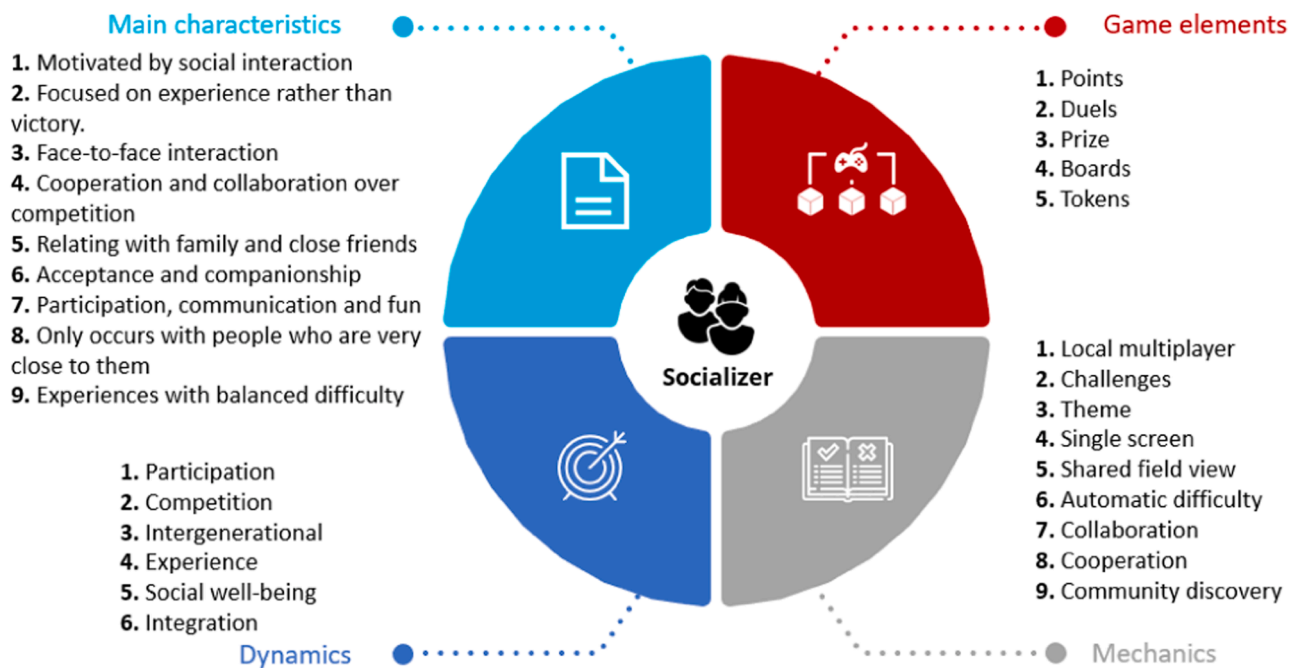 Main characteristics
1. Motivated by social interaction
2. Focused on experience rather than
victory.
3. Face-to-face interaction
4. Cooperation and collaboration over
competition
5. Relating with family and close friends
6. Acceptance and companionship
7. Participation, communication and fun
8. Only occurs with people who are very
close to them
9. Experiences with balanced difficulty
Game elements
1. Points
2. Duels
3. Prize
4. Boards
5. Tokens
Socializer
1. Participation
2. Competition
3. Intergenerational
4. Experience
5. Social well-being
6. Integration
Dynamics
1. Local multiplayer
2. Challenges
3. Theme
4. Single screen
5. Shared field view
6. Automatic difficulty
7. Collaboration
8. Cooperation
9. Community discovery
Mechanics